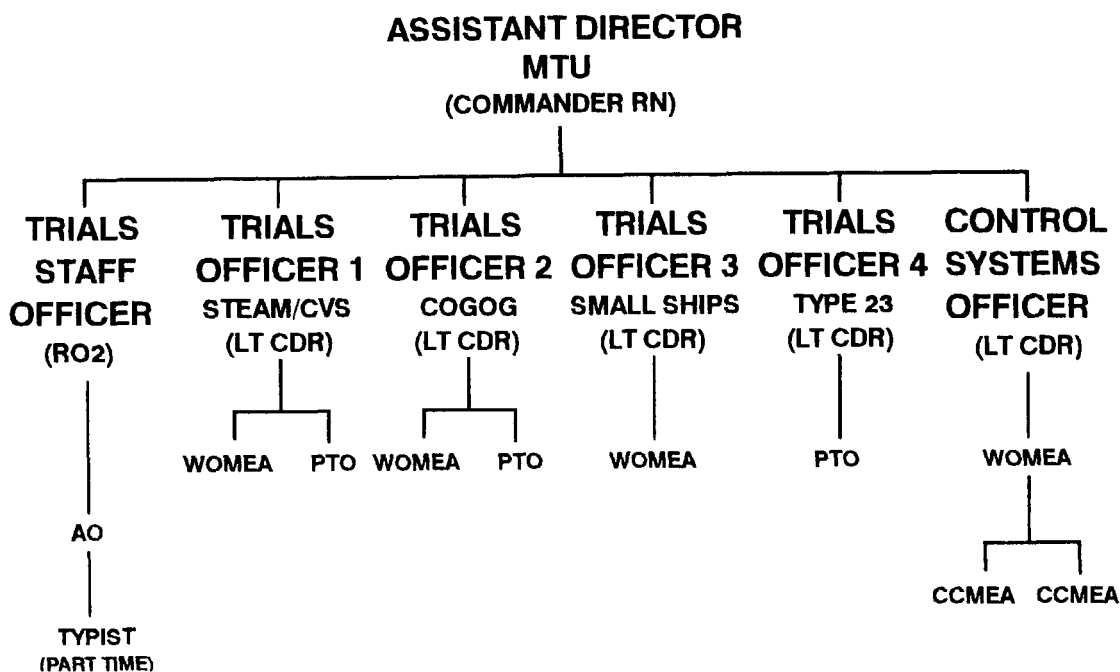 ASSISTANT DIRECTOR
MTU
(COMMANDER RN)
TRIALS
STAFF
OFFICER
(RO2)
AO
TYPIST
(PART TIME)
TRIALS
OFFICER 1
STEAM/CVS
(LT CDR)
WOMEA PTO
TRIALS
OFFICER 2
COGOG
(LT CDR)
WOMEA PTO
TRIALS
OFFICER 3
SMALL SHIPS
(LT CDR)
WOMEA
TRIALS
OFFICER 4
TYPE 23
(LT CDR)
PTO
CONTROL
SYSTEMS
OFFICER
(LT CDR)
WOMEA
CCMEA CCMEA